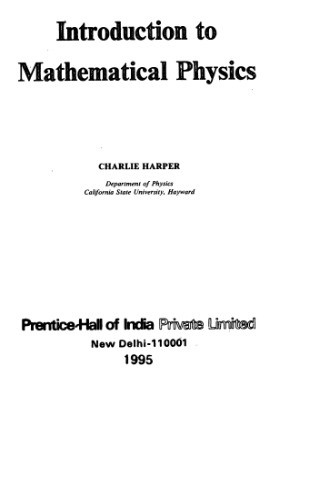 Introduction to
Mathematical Physics
CHARLIE HARPER
Department of Physics
California State University, Hayward
Prentice-Hall of India Private Limited
New Delhi-110001
1995